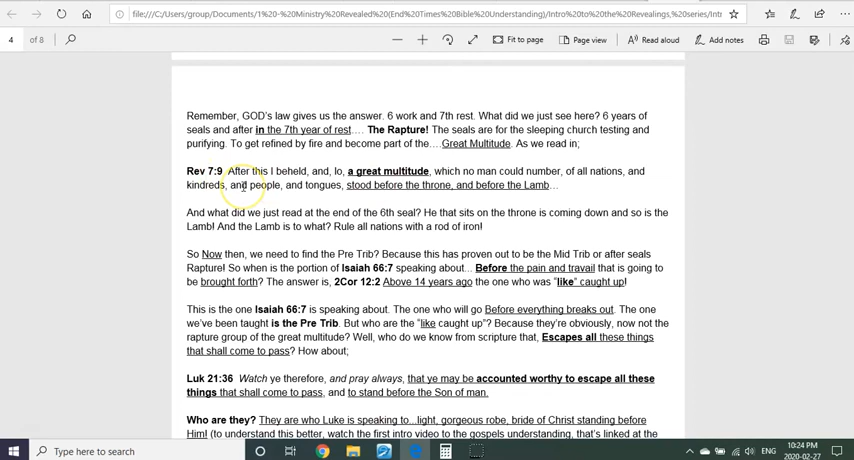 file:///C:/Users/group/Documents/1%20-%20Ministry%20Revealed%20(End%20Times%20Bible%20Understanding)/Intro%20to%20the%20Revealings,%20series/Intr
4 of 8 Fit to page Page view Read aloud Add notes
Remember, GOD's law gives us the answer. 6 work and 7th rest. What did we just see here? 6 years of
seals and after in the 7th year of rest…. The Rapture! The seals are for the sleeping church testing and
purifying. To get refined by fire and become part of the….Great Multitude. As we read in;
Rev 7:9 After this I beheld, and, lo, a great multitude, which no man could number, of all nations, and
kindreds, and people, and tongues, stood before the throne, and before the Lamb…
And what did we just read at the end of the 6th seal? He that sits on the throne is coming down and so is the
Lamb! And the Lamb is to what? Rule all nations with a rod of iron!
So Now then, we need to find the Pre Trib? Because this has proven out to be the Mid Trib or after seals
Rapture! So when is the portion of Isaiah 66:7 speaking about... Before the pain and travail that is going to
be brought forth? The answer is, 2Cor 12:2 Above 14 years ago the one who was "like" caught up!
This is the one Isaiah 66:7 is speaking about. The one who will go Before everything breaks out. The one
we've been taught is the Pre Trib. But who are the "like caught up"? Because they're obviously, now not the
rapture group of the great multitude? Well, who do we know from scripture that, Escapes all these things
that shall come to pass? How about;
Luk 21:36 Watch ye therefore, and pray always, that ye may be accounted worthy to escape all these
things that shall come to pass, and to stand before the Son of man.
Who are they? They are who Luke is speaking to...light, gorgeous robe, bride of Christ standing before
Him! (to understand this better, watch the first intro video to the gospels understanding, that's linked at the
Type here to search
ENG
10:24 PM
2020-02-27